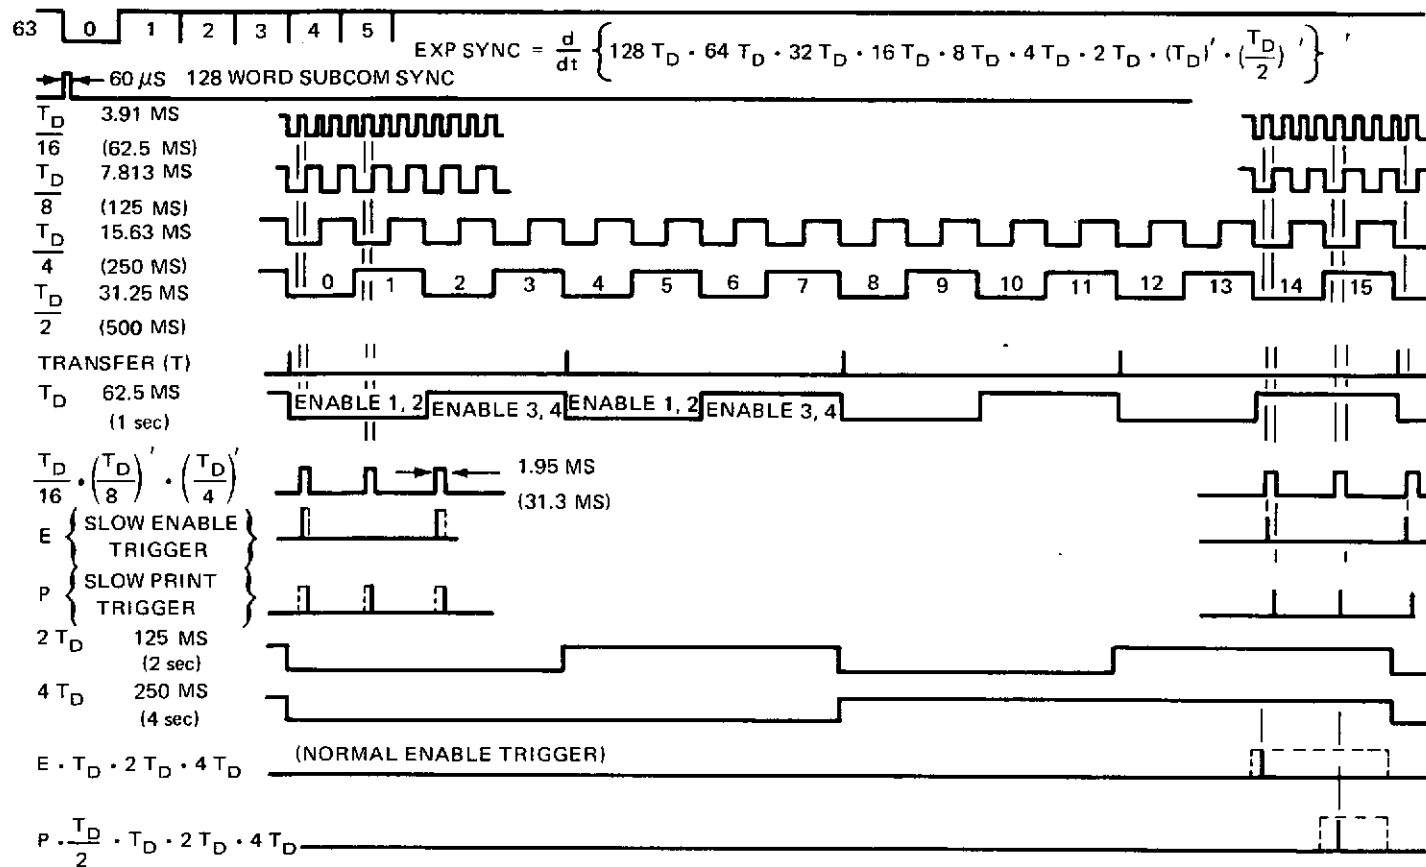 63 0 1 2 3 4 5
EXP SYNC = d/dt { 128 T_D · 64 T_D · 32 T_D · 16 T_D · 8 T_D · 4 T_D · 2 T_D · (T_D)′ · (T_D/2)′ }′
60 μS 128 WORD SUBCOM SYNC
T_D/16 3.91 MS
(62.5 MS)
T_D/8 7.813 MS
(125 MS)
T_D/4 15.63 MS
(250 MS)
0 1 2 3 4 5 6 7 8 9 10 11 12 13 14 15
T_D/2 31.25 MS
(500 MS)
TRANSFER (T)
T_D 62.5 MS
(1 sec)
ENABLE 1, 2 ENABLE 3, 4 ENABLE 1, 2 ENABLE 3, 4
T_D/16 · (T_D/8)′ · (T_D/4)′
1.95 MS
(31.3 MS)
E { SLOW ENABLE
TRIGGER }
P { SLOW PRINT
TRIGGER }
2 T_D 125 MS
(2 sec)
4 T_D 250 MS
(4 sec)
E · T_D · 2 T_D · 4 T_D (NORMAL ENABLE TRIGGER)
P · T_D/2 · T_D · 2 T_D · 4 T_D